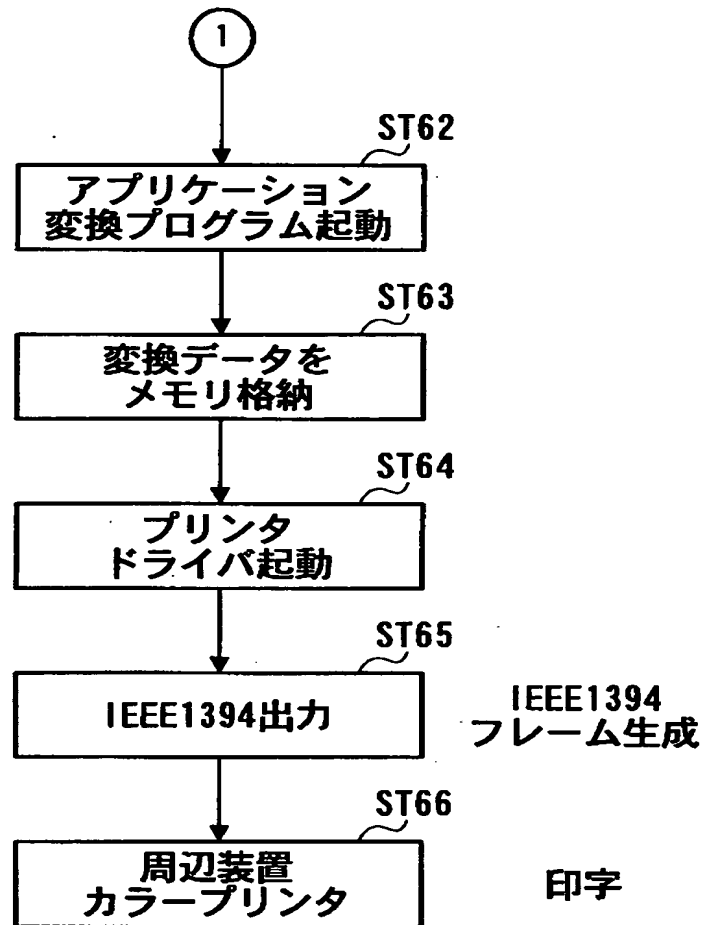 1
ST62
アプリケーション
変換プログラム起動
ST63
変換データを
メモリ格納
ST64
プリンタ
ドライバ起動
ST65
IEEE1394出力
IEEE1394
フレーム生成
ST66
周辺装置
カラープリンタ
印字